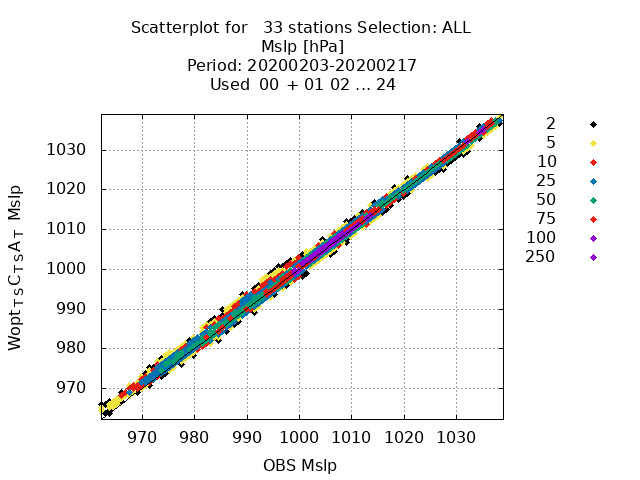 Scatterplot for   33 stations Selection: ALL
Mslp [hPa]
Period: 20200203-20200217
Used  00 + 01 02 ... 24
2
5
10
25
50
75
100
250
1030
1020
1010
1000
990
980
970
Wopt_TS C_TS A_T Mslp
970 980 990 1000 1010 1020 1030
OBS Mslp